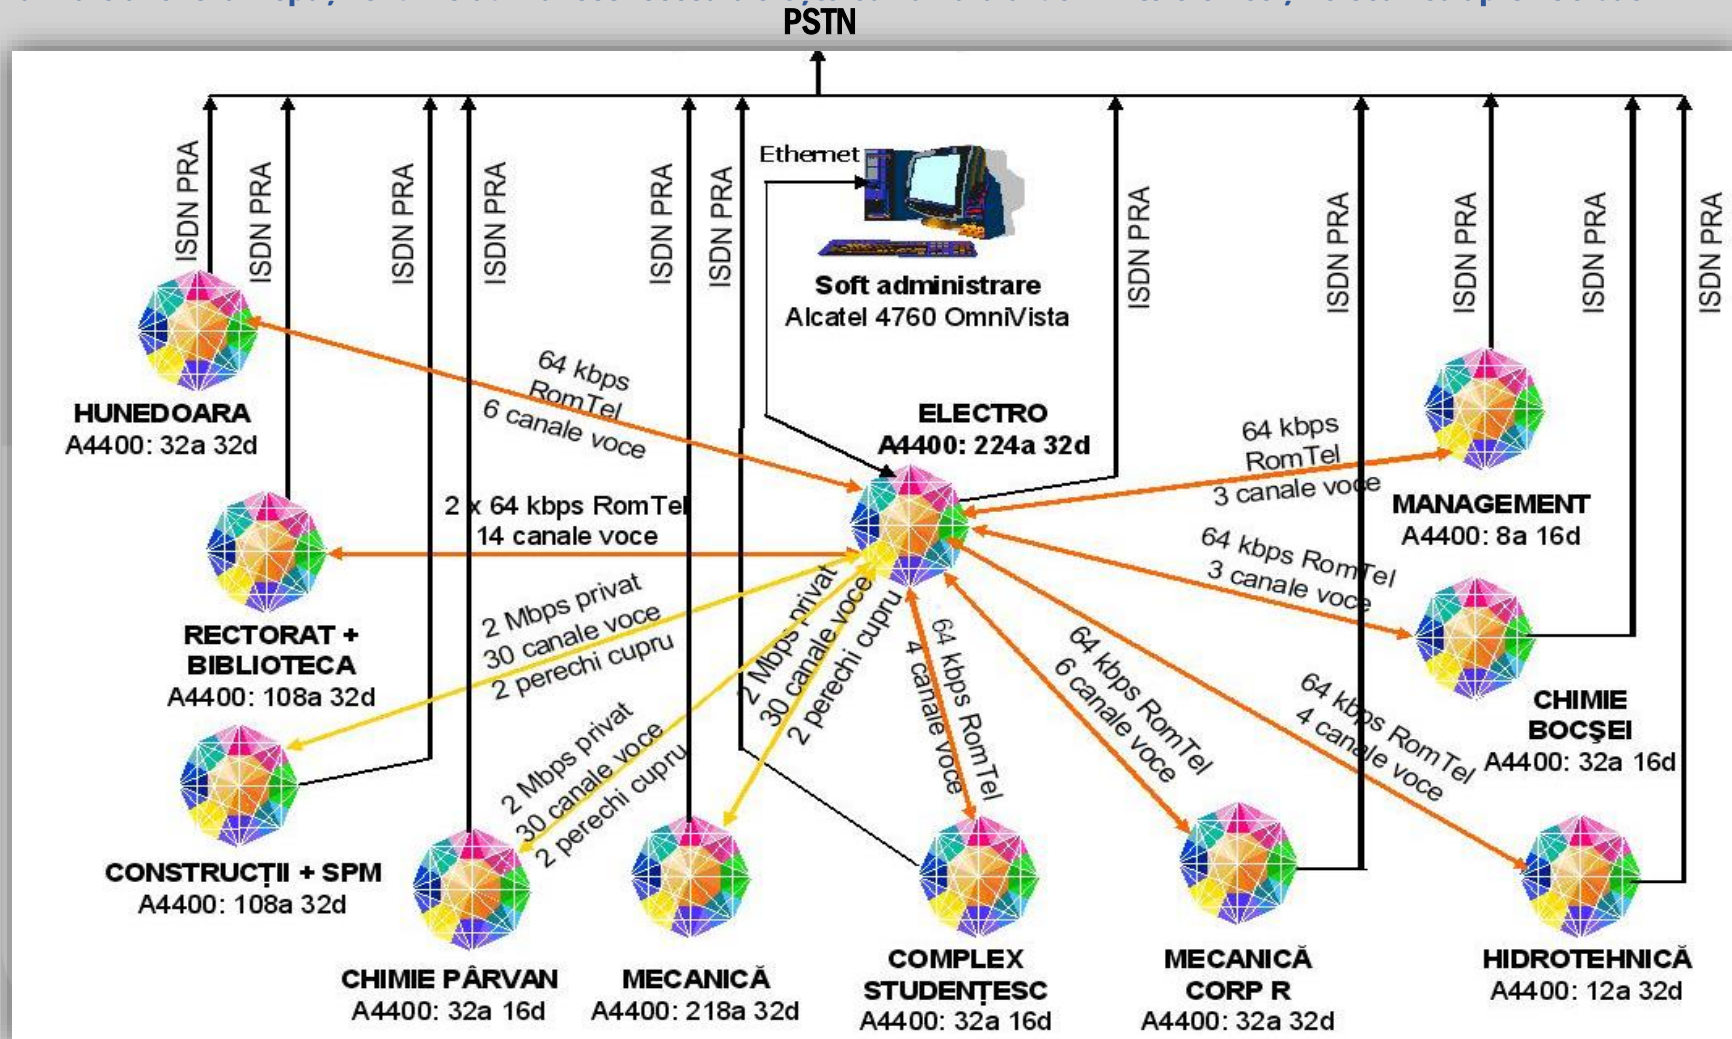 PSTN
ISDN PRA
ISDN PRA
ISDN PRA
ISDN PRA
ISDN PRA
ISDN PRA
ISDN PRA
ISDN PRA
ISDN PRA
ISDN PRA
ISDN PRA
Ethernet
Soft administrare
Alcatel 4760 OmniVista
HUNEDOARA
A4400: 32a 32d
64 kbps
RomTel
6 canale voce
ELECTRO
A4400: 224a 32d
64 kbps
RomTel
3 canale voce
MANAGEMENT
A4400: 8a 16d
2 x 64 kbps RomTel
14 canale voce
RECTORAT +
BIBLIOTECA
A4400: 108a 32d
64 kbps RomTel
3 canale voce
CHIMIE
BOCŞEI
A4400: 32a 16d
2 Mbps privat
30 canale voce
2 perechi cupru
CONSTRUCȚII + SPM
A4400: 108a 32d
2 Mbps privat
30 canale voce
2 perechi cupru
CHIMIE PÂRVAN
A4400: 32a 16d
2 Mbps privat
30 canale voce
2 perechi cupru
MECANICĂ
A4400: 218a 32d
64 kbps RomTel
4 canale voce
COMPLEX
STUDENȚESC
A4400: 32a 16d
64 kbps RomTel
6 canale voce
MECANICĂ
CORP R
A4400: 32a 32d
64 kbps RomTel
4 canale voce
HIDROTEHNICĂ
A4400: 12a 32d